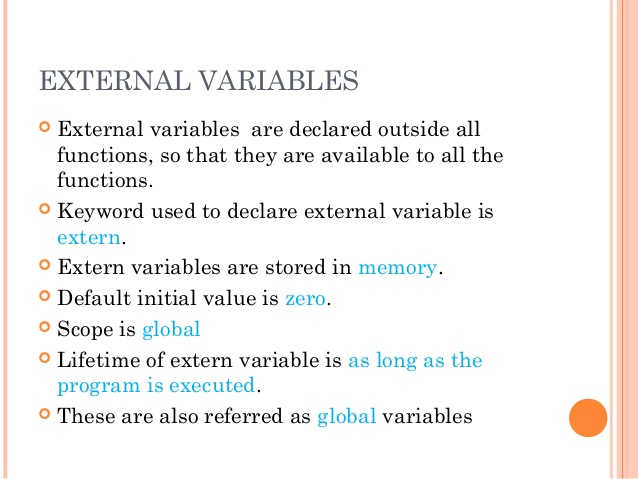 EXTERNAL VARIABLES
External variables  are declared outside all
functions, so that they are available to all the
functions.
Keyword used to declare external variable is
extern.
Extern variables are stored in memory.
Default initial value is zero.
Scope is global
Lifetime of extern variable is as long as the
program is executed.
These are also referred as global variables